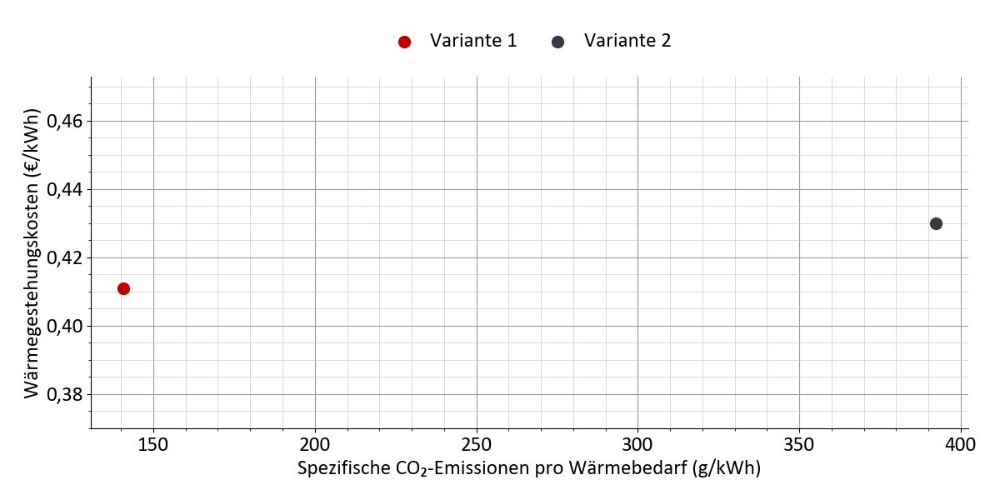 Variante 1 Variante 2
Wärmegestehungskosten (€/kWh)
0,46
0,44
0,42
0,40
0,38
150 200 250 300 350 400
Spezifische CO₂-Emissionen pro Wärmebedarf (g/kWh)